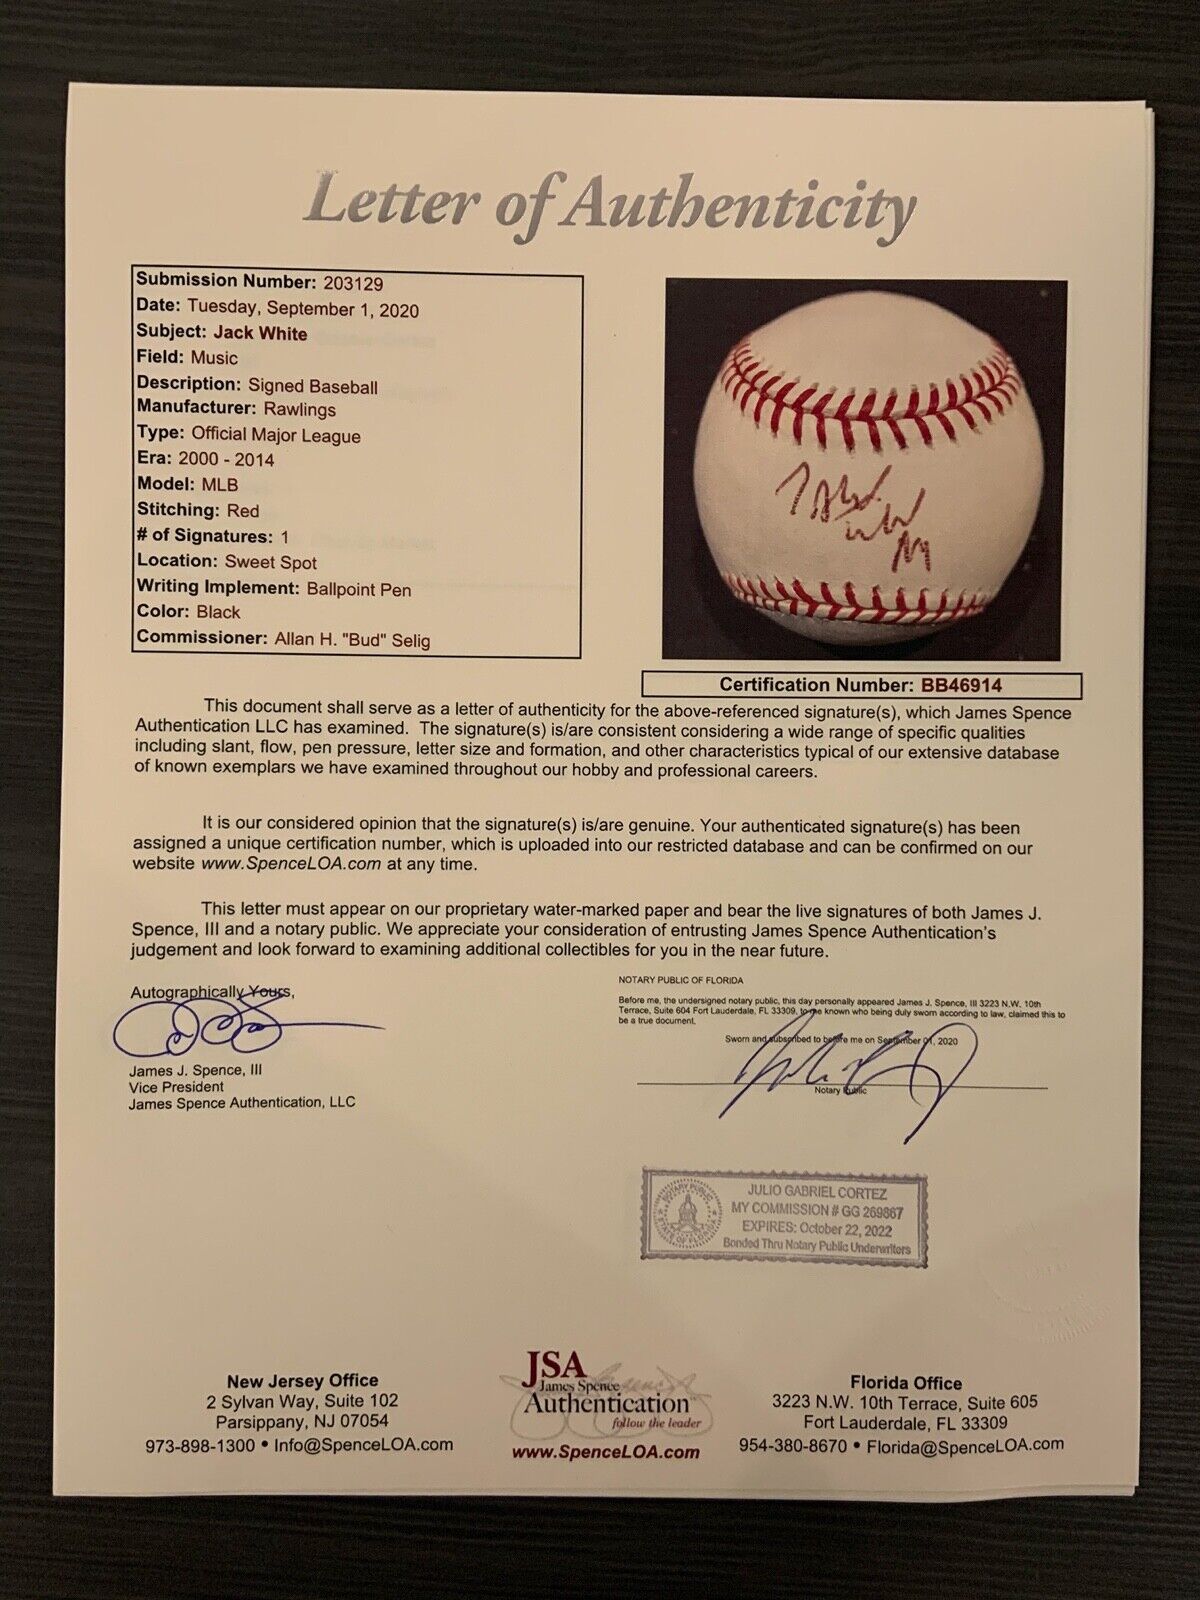 Letter of Authenticity
Submission Number: 203129
Date: Tuesday, September 1, 2020
Subject: Jack White
Field: Music
Description: Signed Baseball
Manufacturer: Rawlings
Type: Official Major League
Era: 2000 - 2014
Model: MLB
Stitching: Red
# of Signatures: 1
Location: Sweet Spot
Writing Implement: Ballpoint Pen
Color: Black
Commissioner: Allan H. "Bud" Selig
Certification Number: BB46914
This document shall serve as a letter of authenticity for the above-referenced signature(s), which James Spence
Authentication LLC has examined. The signature(s) is/are consistent considering a wide range of specific qualities
including slant, flow, pen pressure, letter size and formation, and other characteristics typical of our extensive database
of known exemplars we have examined throughout our hobby and professional careers.
It is our considered opinion that the signature(s) is/are genuine. Your authenticated signature(s) has been
assigned a unique certification number, which is uploaded into our restricted database and can be confirmed on our
website www.SpenceLOA.com at any time.
This letter must appear on our proprietary water-marked paper and bear the live signatures of both James J.
Spence, III and a notary public. We appreciate your consideration of entrusting James Spence Authentication's
judgement and look forward to examining additional collectibles for you in the near future.
Autographically Yours,
James J. Spence, III
Vice President
James Spence Authentication, LLC
NOTARY PUBLIC OF FLORIDA
Before me, the undersigned notary public, this day personally appeared James J. Spence, III 3223 N.W. 10th
Terrace, Suite 604 Fort Lauderdale, FL 33309, to me known who being duly sworn according to law, claimed this to
be a true document.
Sworn and subscribed to before me on September 01, 2020
Notary Public
NOTARY PUBLIC
STATE OF FLORIDA
JULIO GABRIEL CORTEZ
MY COMMISSION # GG 269867
EXPIRES: October 22, 2022
Bonded Thru Notary Public Underwriters
New Jersey Office
2 Sylvan Way, Suite 102
Parsippany, NJ 07054
973-898-1300 • Info@SpenceLOA.com
JSA
James Spence
Authentication
follow the leader
www.SpenceLOA.com
Florida Office
3223 N.W. 10th Terrace, Suite 605
Fort Lauderdale, FL 33309
954-380-8670 • Florida@SpenceLOA.com